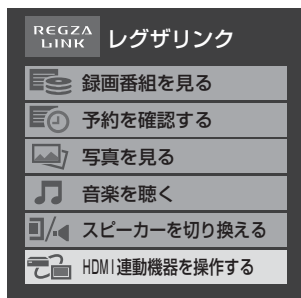 REGZA
LINK レグザリンク
録画番組を見る
予約を確認する
写真を見る
音楽を聴く
スピーカーを切り換える
HDMI連動機器を操作する